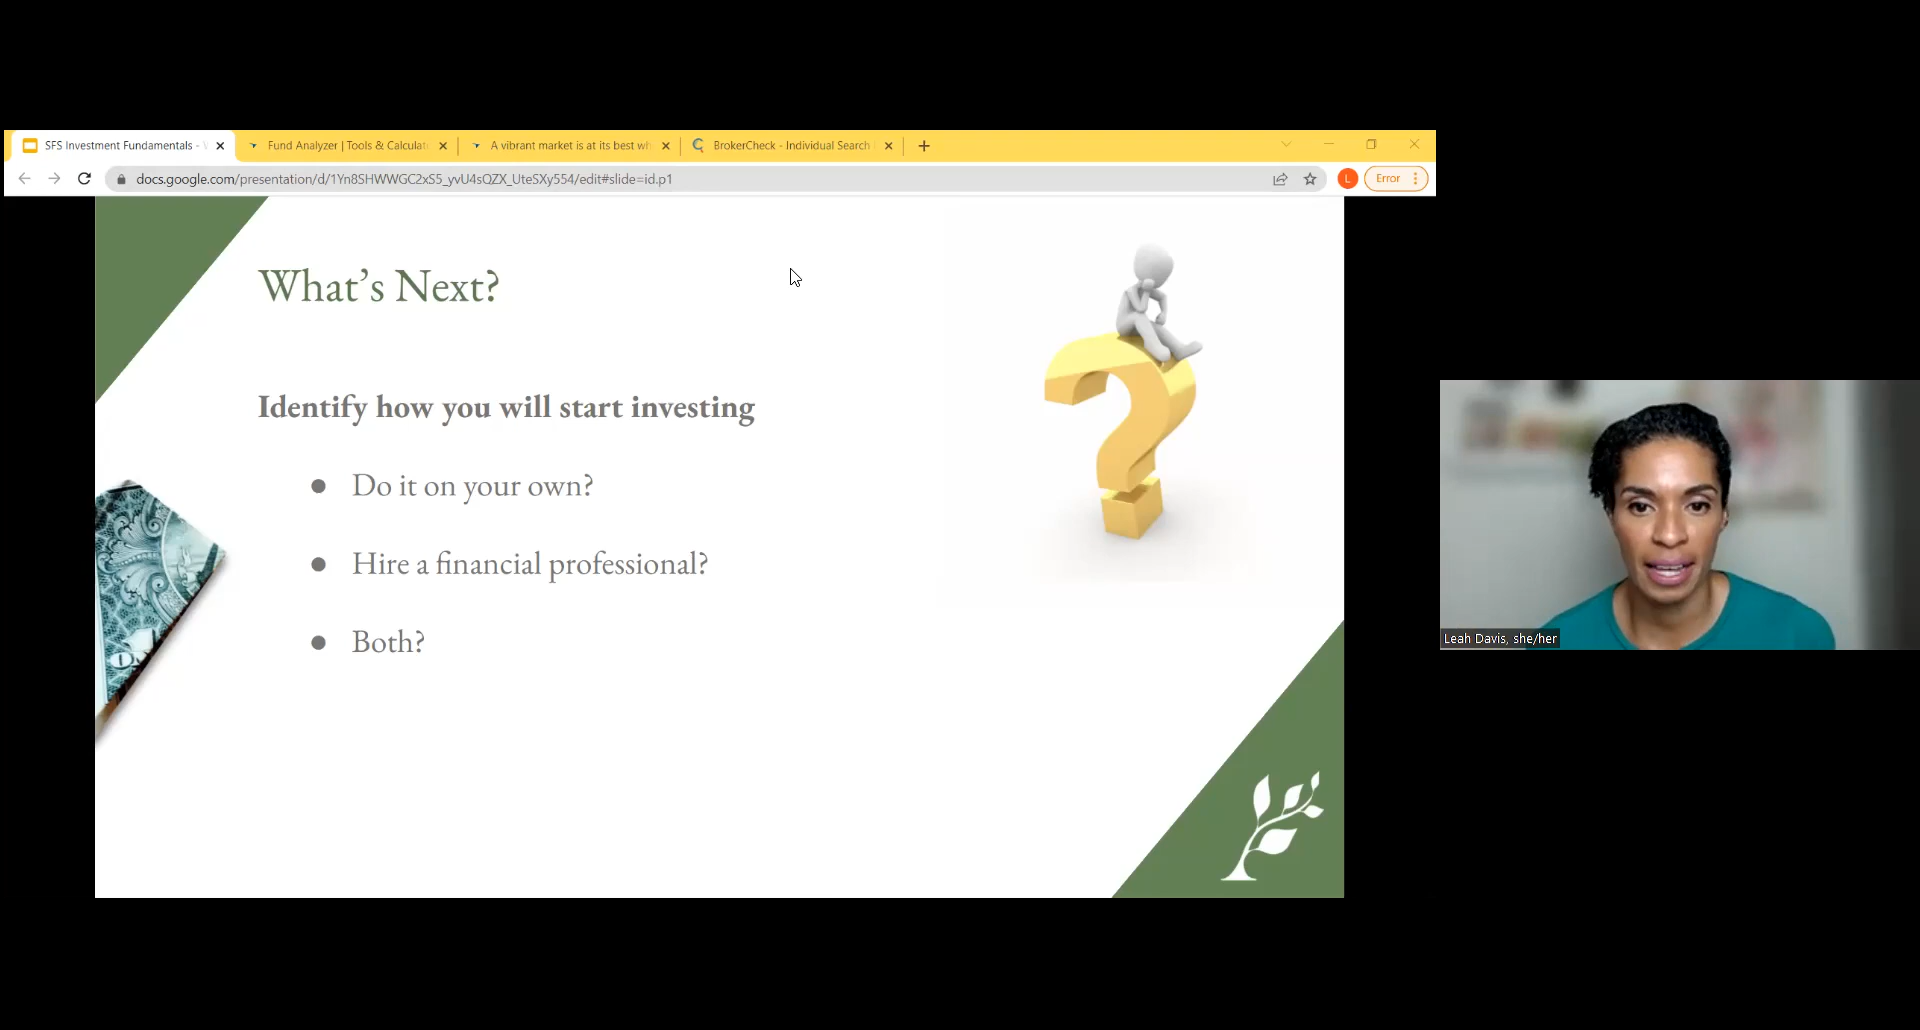 SFS Investment Fundamentals -
Fund Analyzer | Tools & Calculat
A vibrant market is at its best wh
BrokerCheck - Individual Search
docs.google.com/presentation/d/1Yn8SHWWGC2xS5_yvU4sQZX_UteSXy554/edit#slide=id.p1
L
Error
What's Next?
Identify how you will start investing
● Do it on your own?
● Hire a financial professional?
● Both?
Leah Davis, she/her